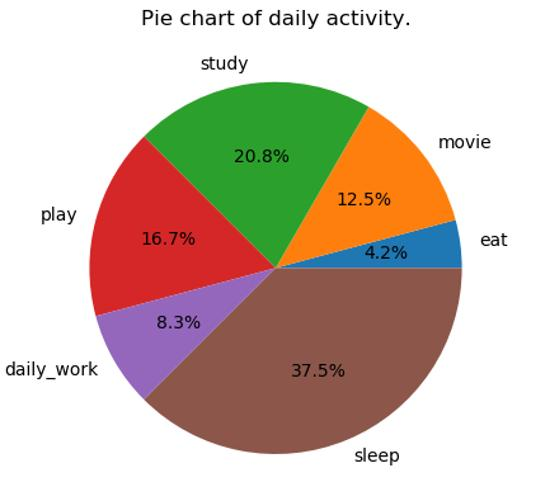 Pie chart of daily activity.
study
movie
20.8%
12.5%
play
16.7%
eat
4.2%
8.3%
daily_work
37.5%
sleep